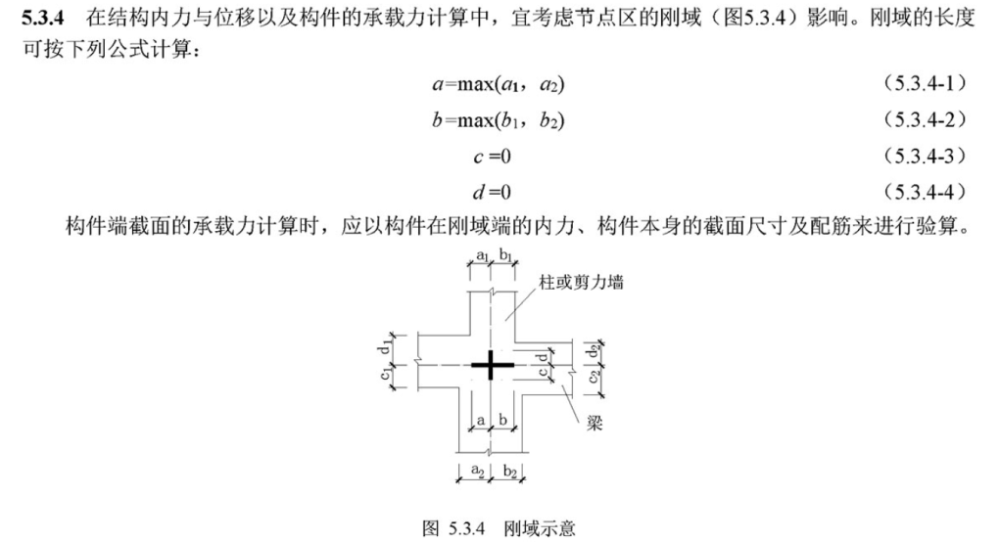 5.3.4 在结构内力与位移以及构件的承载力计算中，宜考虑节点区的刚域（图5.3.4）影响。刚域的长度
可按下列公式计算：
a=max(a1，a2) （5.3.4-1）
b=max(b1，b2) （5.3.4-2）
c =0 （5.3.4-3）
d =0 （5.3.4-4）
构件端截面的承载力计算时，应以构件在刚域端的内力、构件本身的截面尺寸及配筋来进行验算。
a1 b1
柱或剪力墙
d1
c1
d
c
d2
c2
a b
梁
a2 b2
图 5.3.4 刚域示意